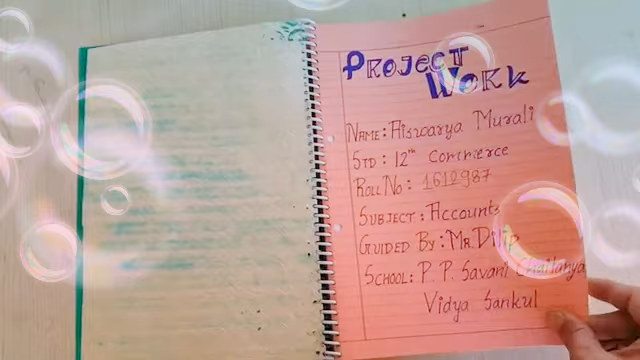 PROJECT
WORK
NAME: Aiswarya Murali
STD: 12th Commerce
ROLL No: 1612987
SUBJECT: Accounts
GUIDED BY: Mr. Dilip
SCHOOL: P. P. Savani Chaitanya
Vidya Sankul